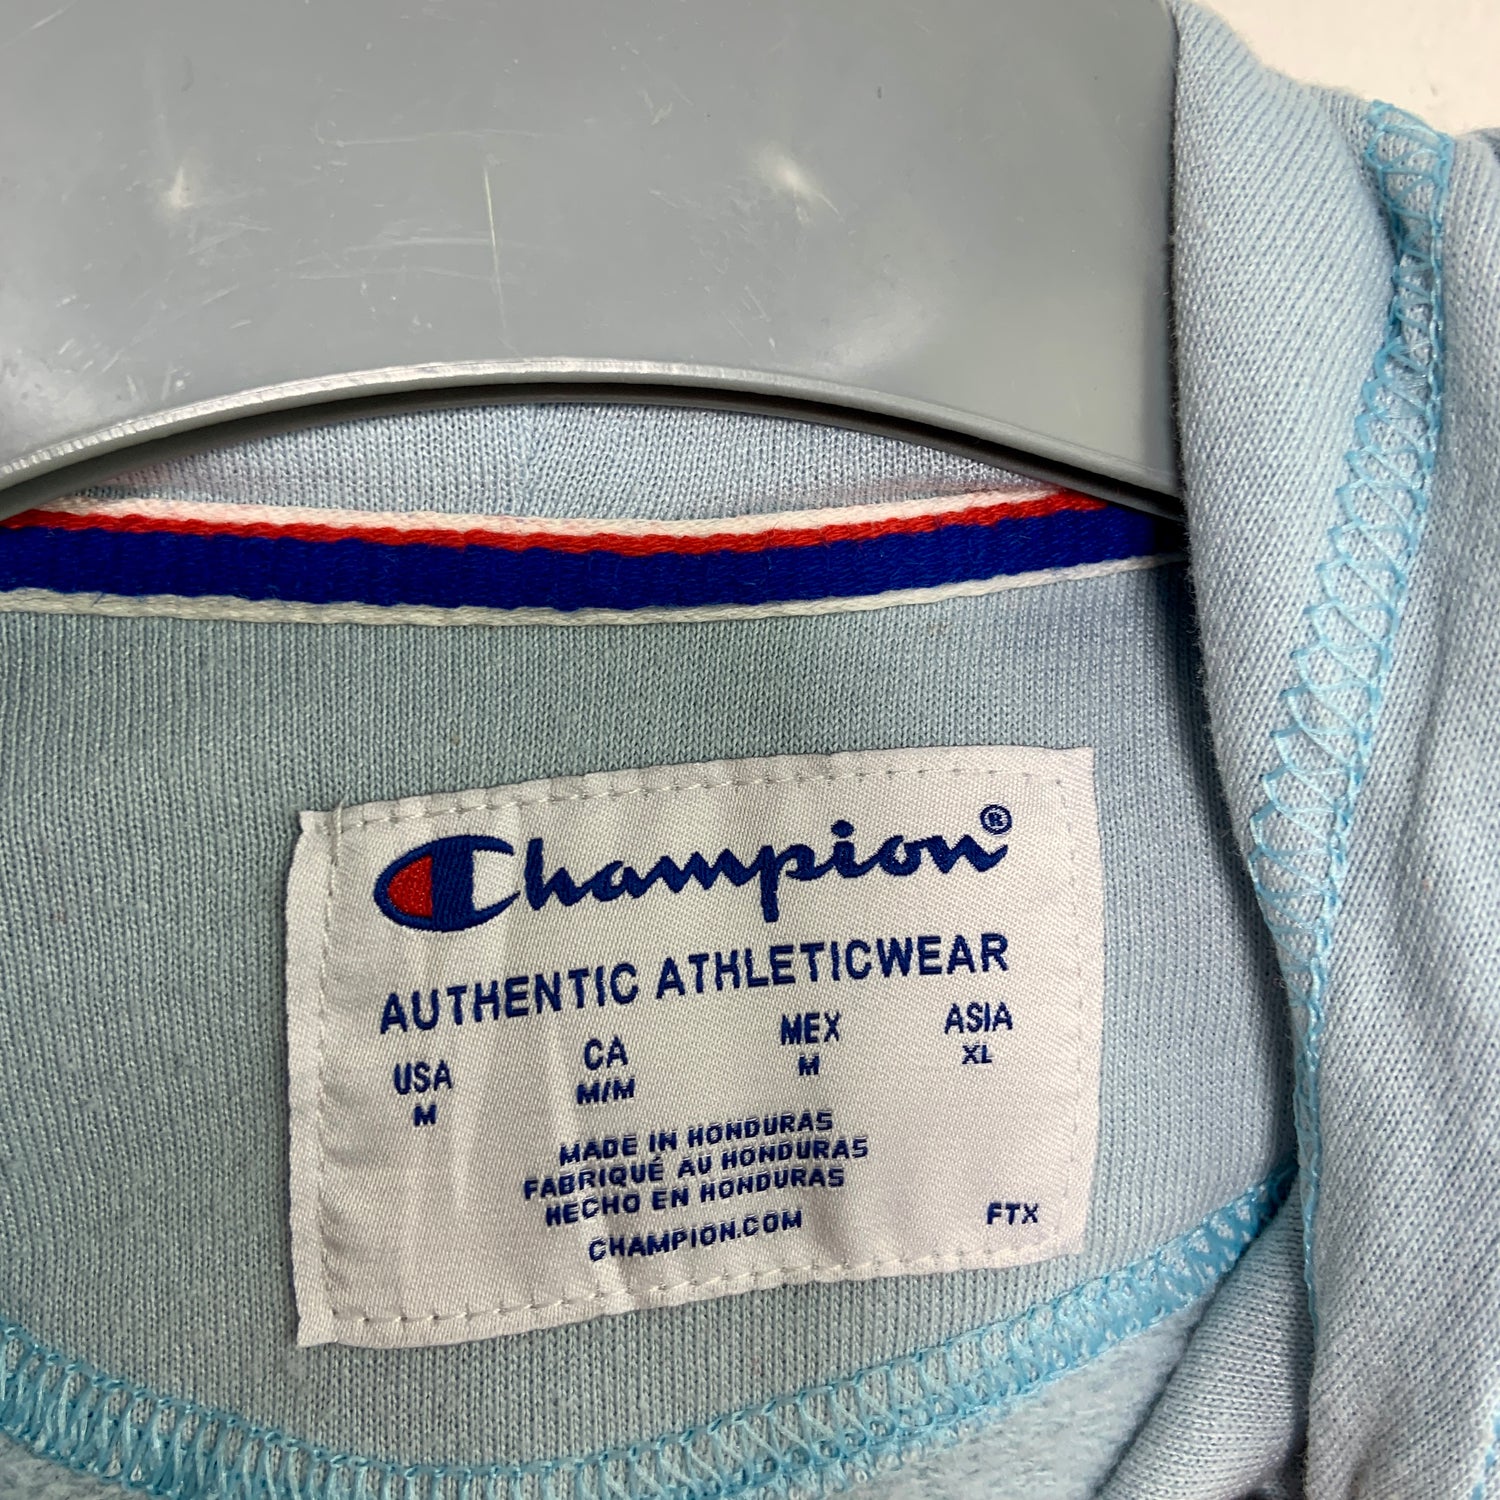 Champion®
AUTHENTIC ATHLETICWEAR
USA CA MEX ASIA
M M/M M XL
MADE IN HONDURAS
FABRIQUÉ AU HONDURAS
HECHO EN HONDURAS
CHAMPION.COM FTX